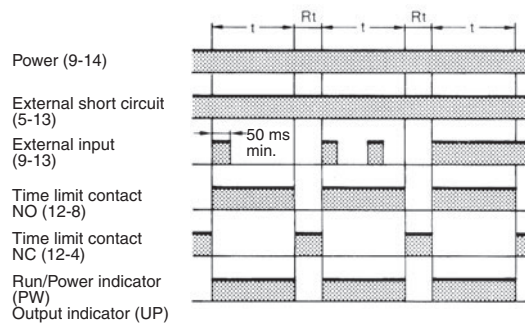 t Rt t Rt t
Power (9-14)
External short circuit
(5-13)
External input
(9-13)
50 ms
min.
Time limit contact
NO (12-8)
Time limit contact
NC (12-4)
Run/Power indicator
(PW)
Output indicator (UP)